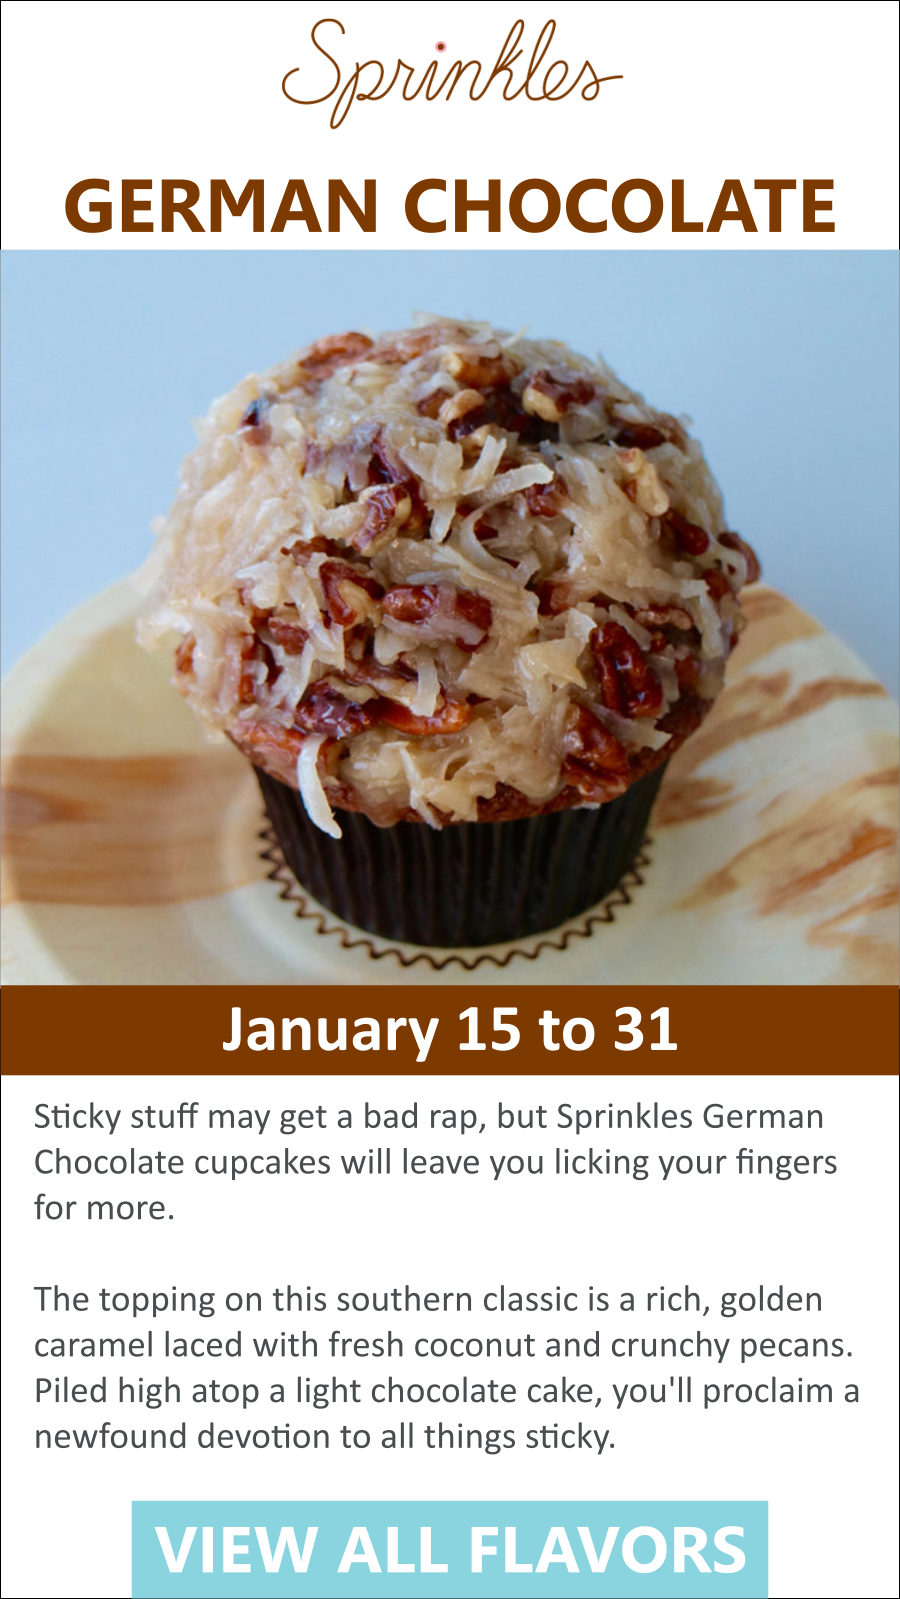 Sprinkles
GERMAN CHOCOLATE
January 15 to 31
Sticky stuff may get a bad rap, but Sprinkles German
Chocolate cupcakes will leave you licking your fingers
for more.
The topping on this southern classic is a rich, golden
caramel laced with fresh coconut and crunchy pecans.
Piled high atop a light chocolate cake, you'll proclaim a
newfound devotion to all things sticky.
VIEW ALL FLAVORS